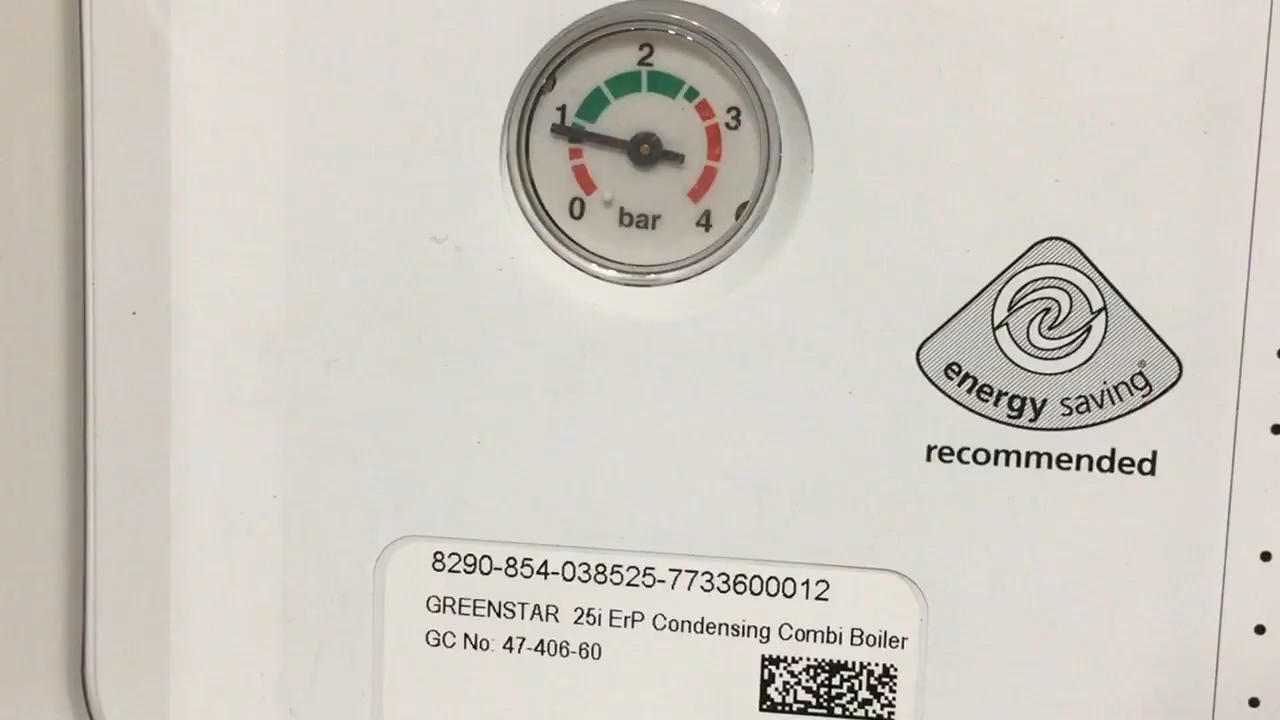 2
1
3
0
bar
4
energy saving®
recommended
8290-854-038525-7733600012
GREENSTAR 25i ErP Condensing Combi Boiler
GC No: 47-406-60